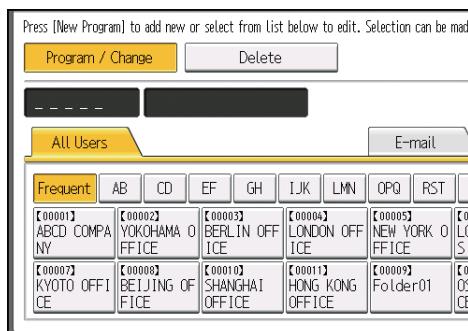 Press [New Program] to add new or select from list below to edit. Selection can be mad
Program / Change Delete
_ _ _ _ _
All Users E-mail
Frequent AB CD EF GH IJK LMN OPQ RST
【00001】 【00002】 【00003】 【00004】 【00005】
ABCD COMPA YOKOHAMA O BERLIN OFF LONDON OFF NEW YORK O
NY FFICE ICE ICE FFICE
【00007】 【00008】 【00010】 【00011】 【00009】
KYOTO OFFI BEIJING OF SHANGHAI HONG KONG Folder01
CE FICE OFFICE OFFICE